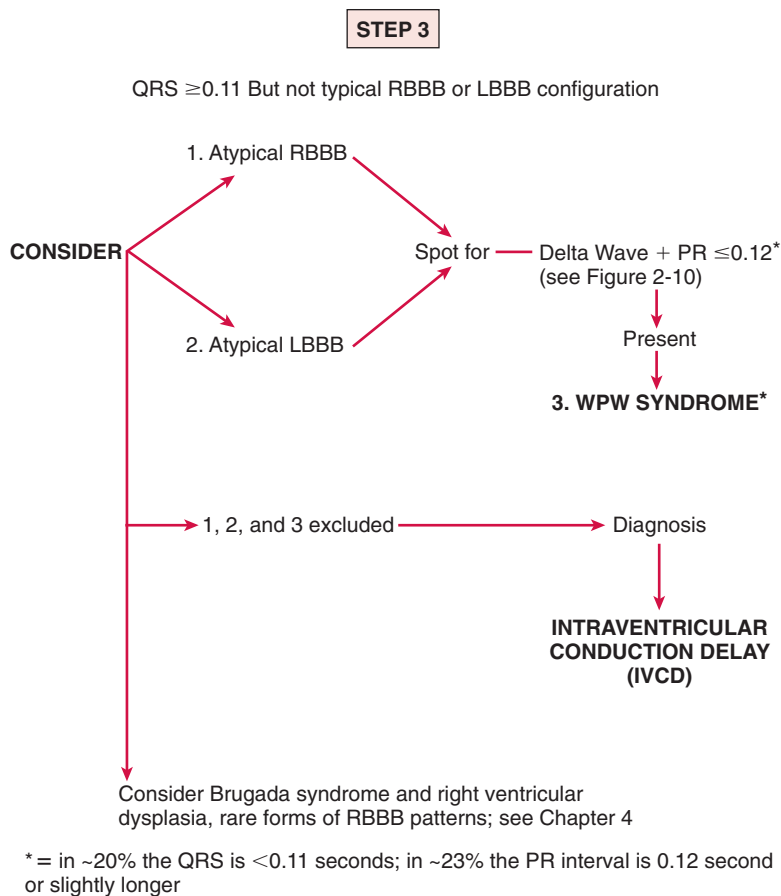 STEP 3
QRS ≥0.11 But not typical RBBB or LBBB configuration
1. Atypical RBBB
CONSIDER
Spot for
Delta Wave + PR ≤0.12*
(see Figure 2-10)
2. Atypical LBBB
Present
3. WPW SYNDROME*
1, 2, and 3 excluded
Diagnosis
INTRAVENTRICULAR
CONDUCTION DELAY
(IVCD)
Consider Brugada syndrome and right ventricular
dysplasia, rare forms of RBBB patterns; see Chapter 4
* = in ~20% the QRS is <0.11 seconds; in ~23% the PR interval is 0.12 second
or slightly longer